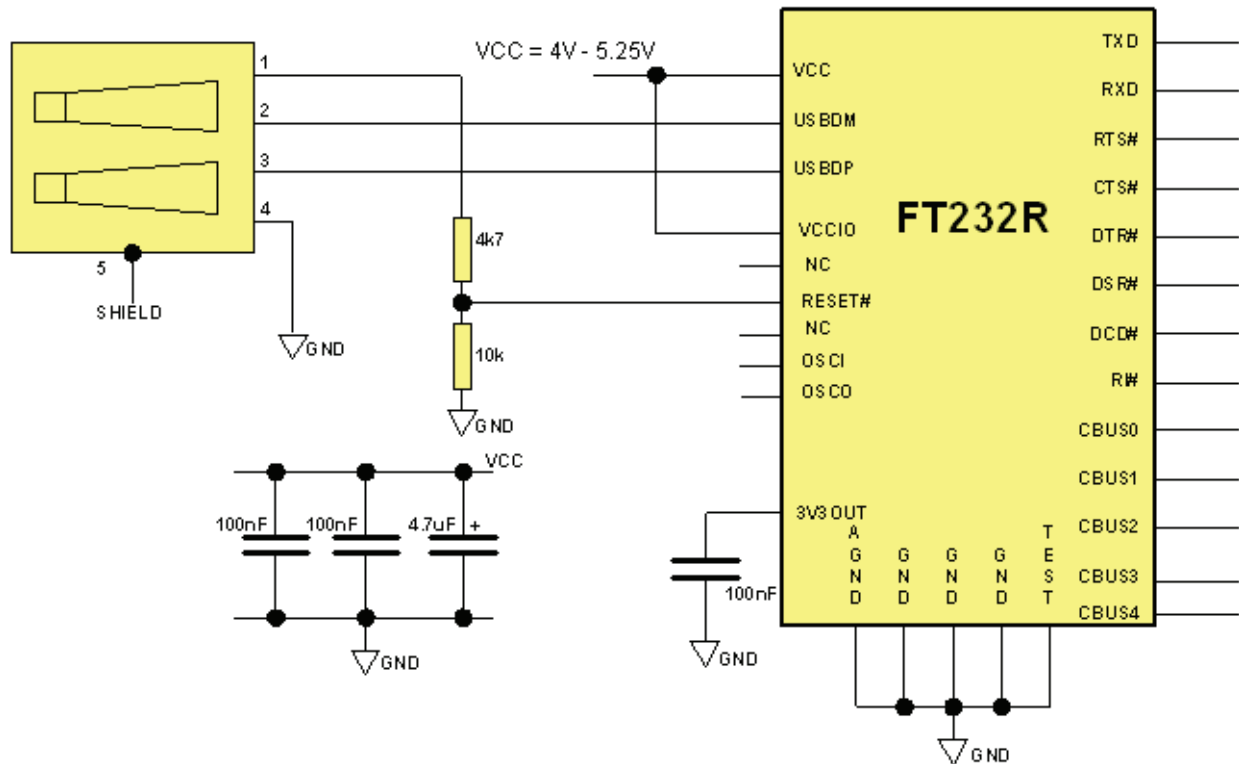 1
2
3
4
5
SHIELD
GND
VCC = 4V - 5.25V
4k7
10k
GND
VCC
100nF
100nF
4.7uF +
GND
100nF
GND
FT232R
VCC
USBDM
USBDP
VCCIO
NC
RESET#
NC
OSCI
OSCO
3V3OUT
AGND
GND
GND
GND
TEST
GND
TXD
RXD
RTS#
CTS#
DTR#
DSR#
DCD#
RI#
CBUS0
CBUS1
CBUS2
CBUS3
CBUS4